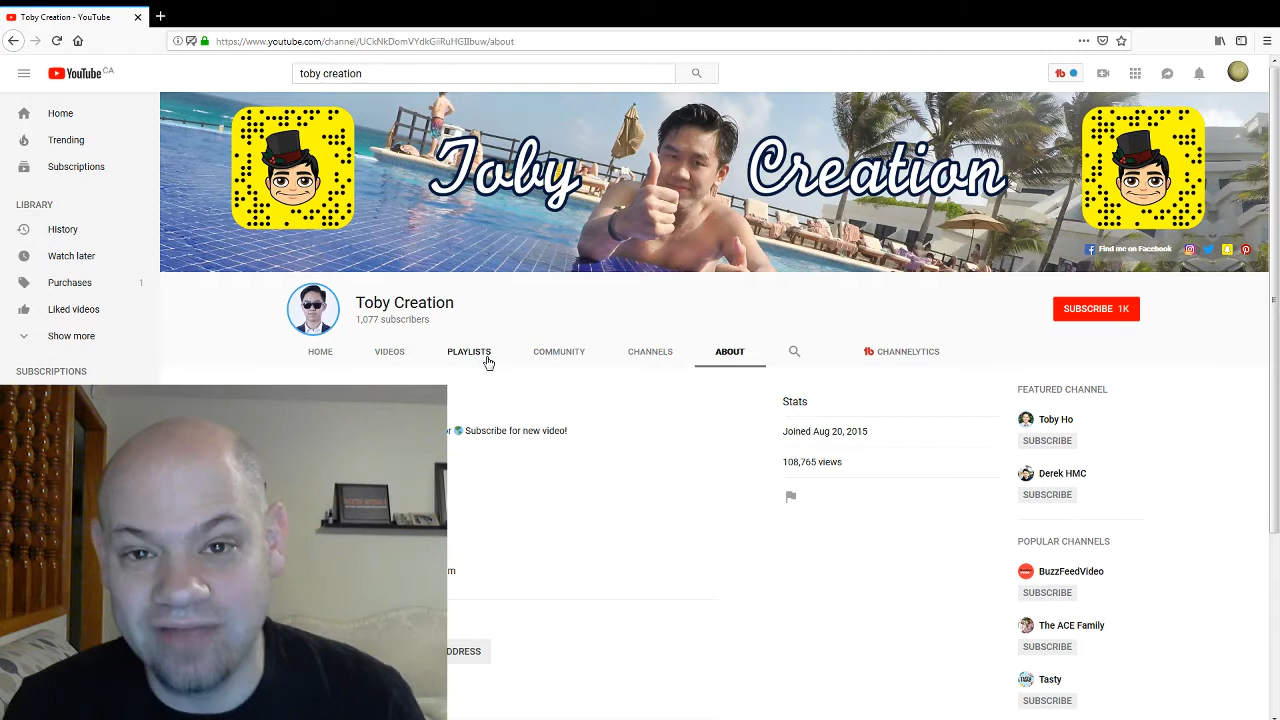 Toby Creation - YouTube
https://www.youtube.com/channel/UCkNkDomVYdkGiiRuHGIIbuw/about
YouTube CA
toby creation
tb
Home
Trending
Subscriptions
LIBRARY
History
Watch later
Purchases 1
Liked videos
Show more
SUBSCRIPTIONS
Toby Creation
Find me on Facebook
Toby Creation
1,077 subscribers
SUBSCRIBE 1K
HOME VIDEOS PLAYLISTS COMMUNITY CHANNELS ABOUT tb CHANNELYTICS
Subscribe for new video!
m
DDRESS
Stats
Joined Aug 20, 2015
108,765 views
FEATURED CHANNEL
Toby Ho
SUBSCRIBE
Derek HMC
SUBSCRIBE
POPULAR CHANNELS
BuzzFeedVideo
SUBSCRIBE
The ACE Family
SUBSCRIBE
Tasty
SUBSCRIBE